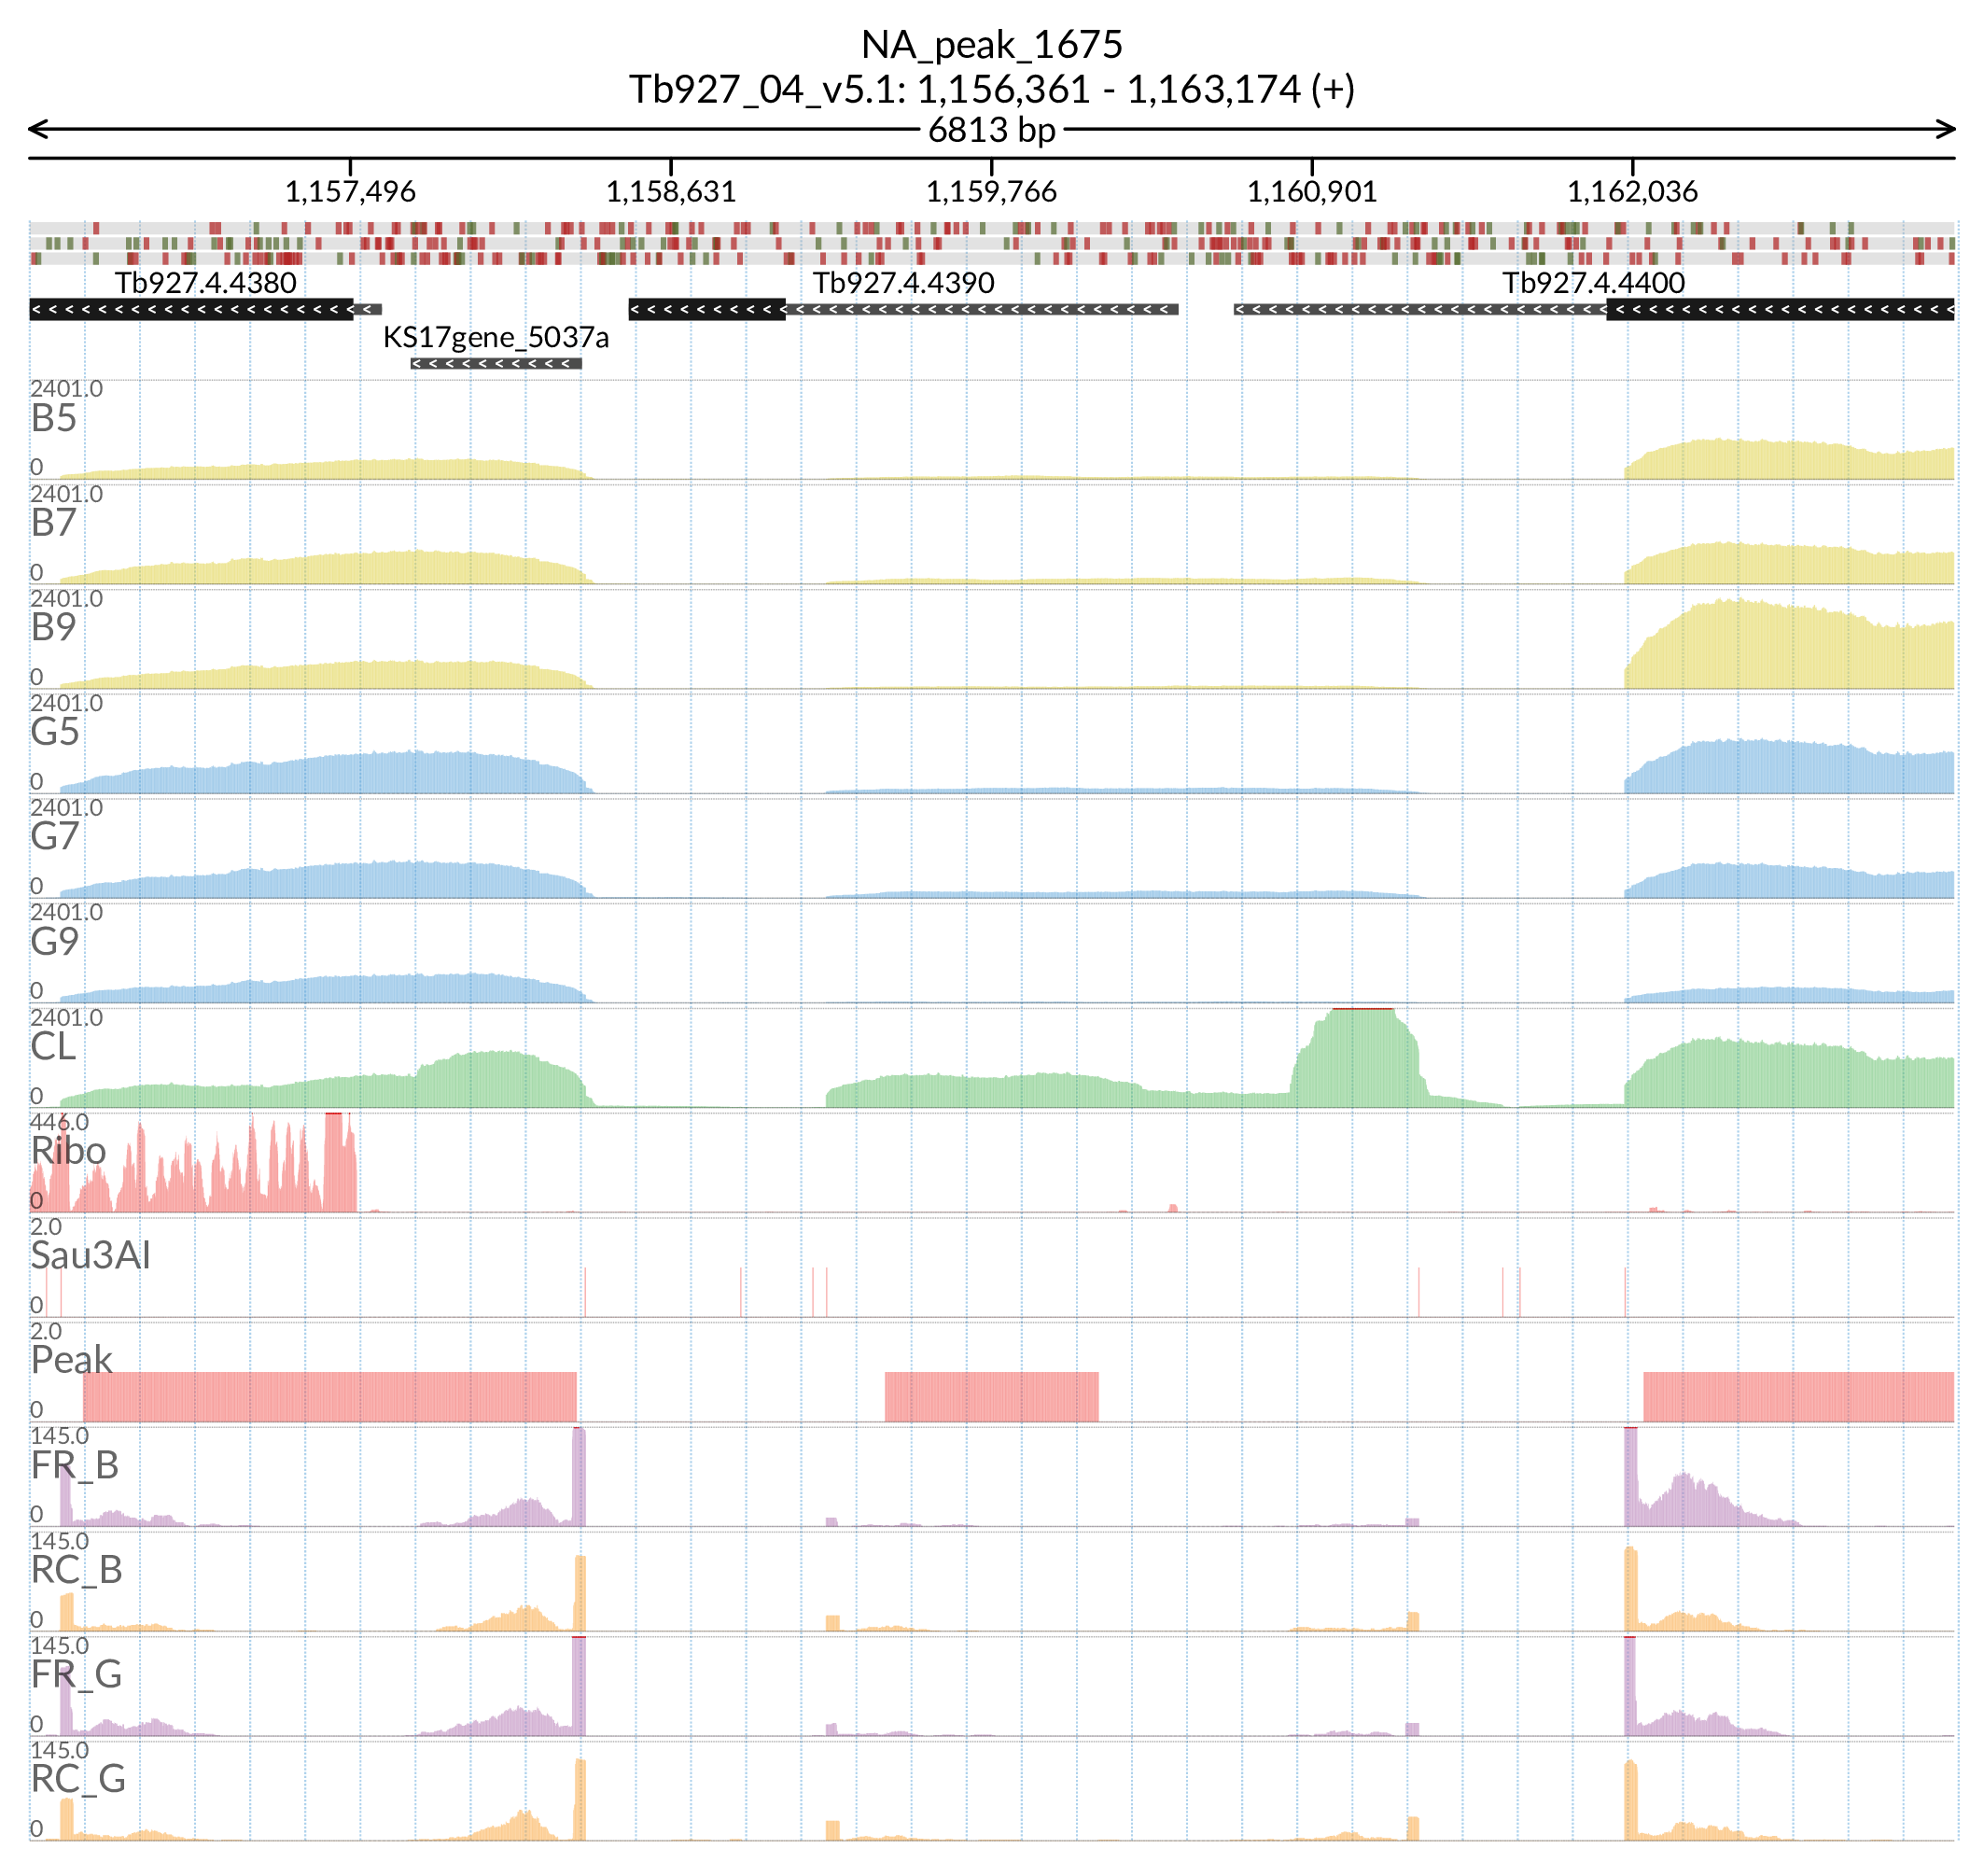 NA_peak_1675
Tb927_04_v5.1: 1,156,361 - 1,163,174 (+)
6813 bp
1,157,496 1,158,631 1,159,766 1,160,901 1,162,036
Tb927.4.4380 Tb927.4.4390 Tb927.4.4400
KS17gene_5037a
2401.0
B5
0
2401.0
B7
0
2401.0
B9
0
2401.0
G5
0
2401.0
G7
0
2401.0
G9
0
2401.0
CL
0
446.0
Ribo
0
2.0
Sau3AI
0
2.0
Peak
0
145.0
FR_B
0
145.0
RC_B
0
145.0
FR_G
0
145.0
RC_G
0